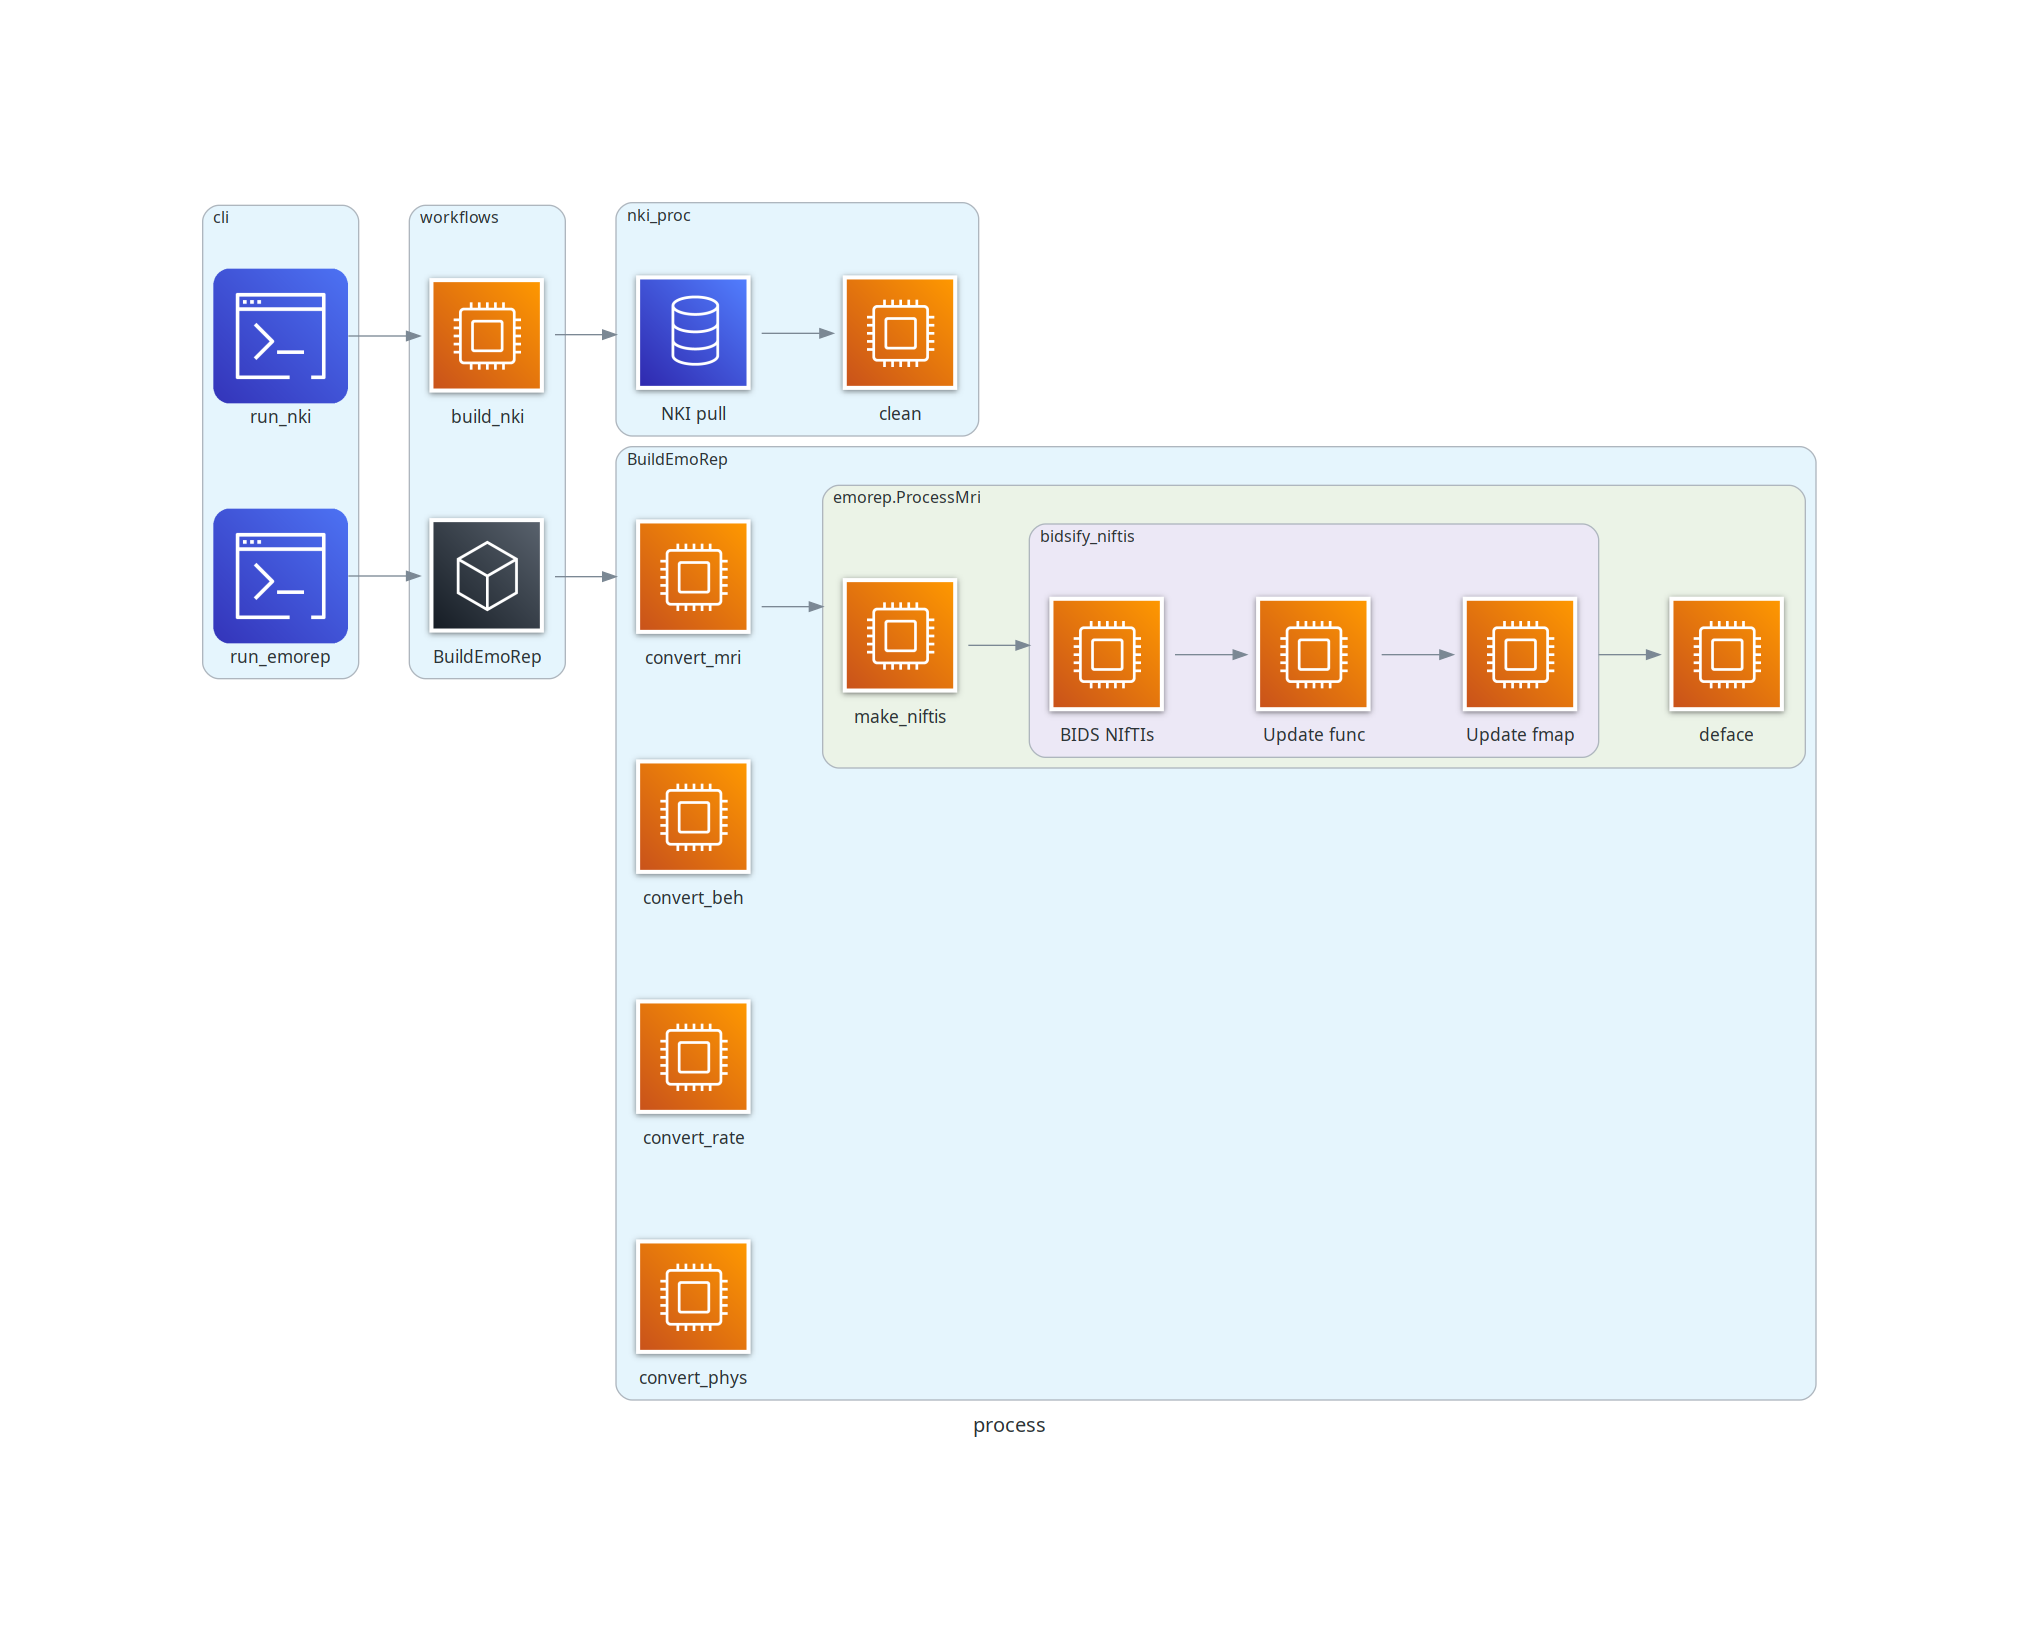 cli
workflows
nki_proc
run_nki
build_nki
NKI pull
clean
BuildEmoRep
emorep.ProcessMri
bidsify_niftis
run_emorep
BuildEmoRep
convert_mri
make_niftis
BIDS NIfTIs
Update func
Update fmap
deface
convert_beh
convert_rate
convert_phys
process